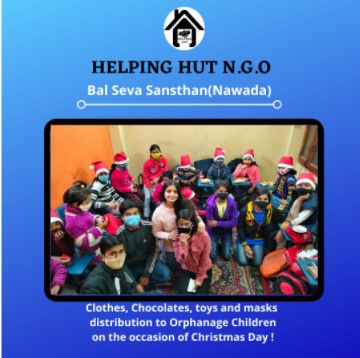 HELPING HUT N.G.O
Bal Seva Sansthan(Nawada)
Clothes, Chocolates, toys and masks
distribution to Orphanage Children
on the occasion of Christmas Day !